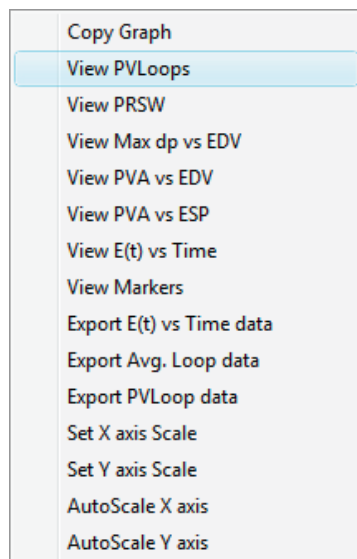 Copy Graph
View PVLoops
View PRSW
View Max dp vs EDV
View PVA vs EDV
View PVA vs ESP
View E(t) vs Time
View Markers
Export E(t) vs Time data
Export Avg. Loop data
Export PVLoop data
Set X axis Scale
Set Y axis Scale
AutoScale X axis
AutoScale Y axis